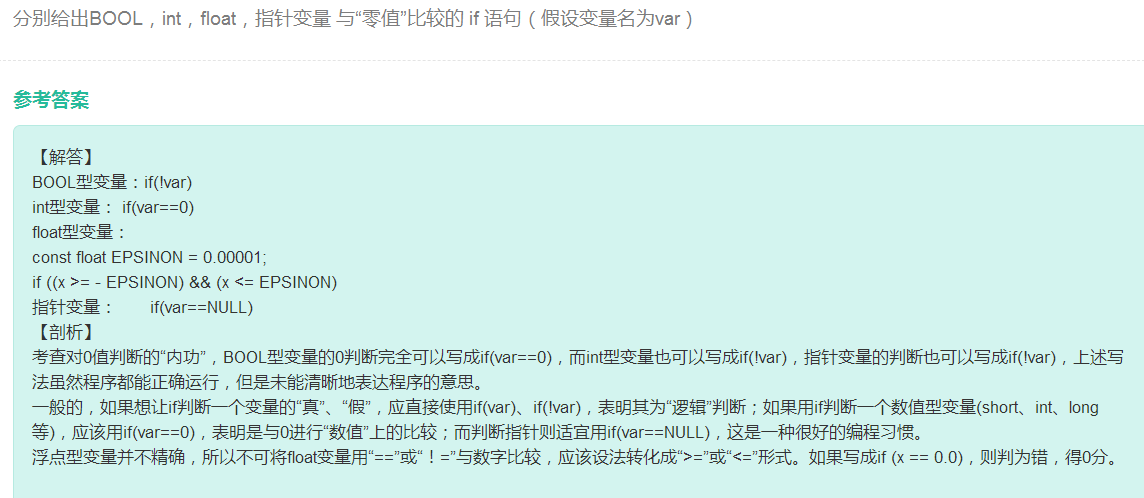 分别给出BOOL，int，float，指针变量 与“零值”比较的 if 语句（假设变量名为var）
参考答案
【解答】
BOOL型变量：if(!var)
int型变量： if(var==0)
float型变量：
const float EPSINON = 0.00001;
if ((x >= - EPSINON) && (x <= EPSINON)
指针变量：　　if(var==NULL)
【剖析】
考查对0值判断的“内功”，BOOL型变量的0判断完全可以写成if(var==0)，而int型变量也可以写成if(!var)，指针变量的判断也可以写成if(!var)，上述写
法虽然程序都能正确运行，但是未能清晰地表达程序的意思。
一般的，如果想让if判断一个变量的“真”、“假”，应直接使用if(var)、if(!var)，表明其为“逻辑”判断；如果用if判断一个数值型变量(short、int、long
等)，应该用if(var==0)，表明是与0进行“数值”上的比较；而判断指针则适宜用if(var==NULL)，这是一种很好的编程习惯。
浮点型变量并不精确，所以不可将float变量用“==”或“！=”与数字比较，应该设法转化成“>=”或“<=”形式。如果写成if (x == 0.0)，则判为错，得0分。